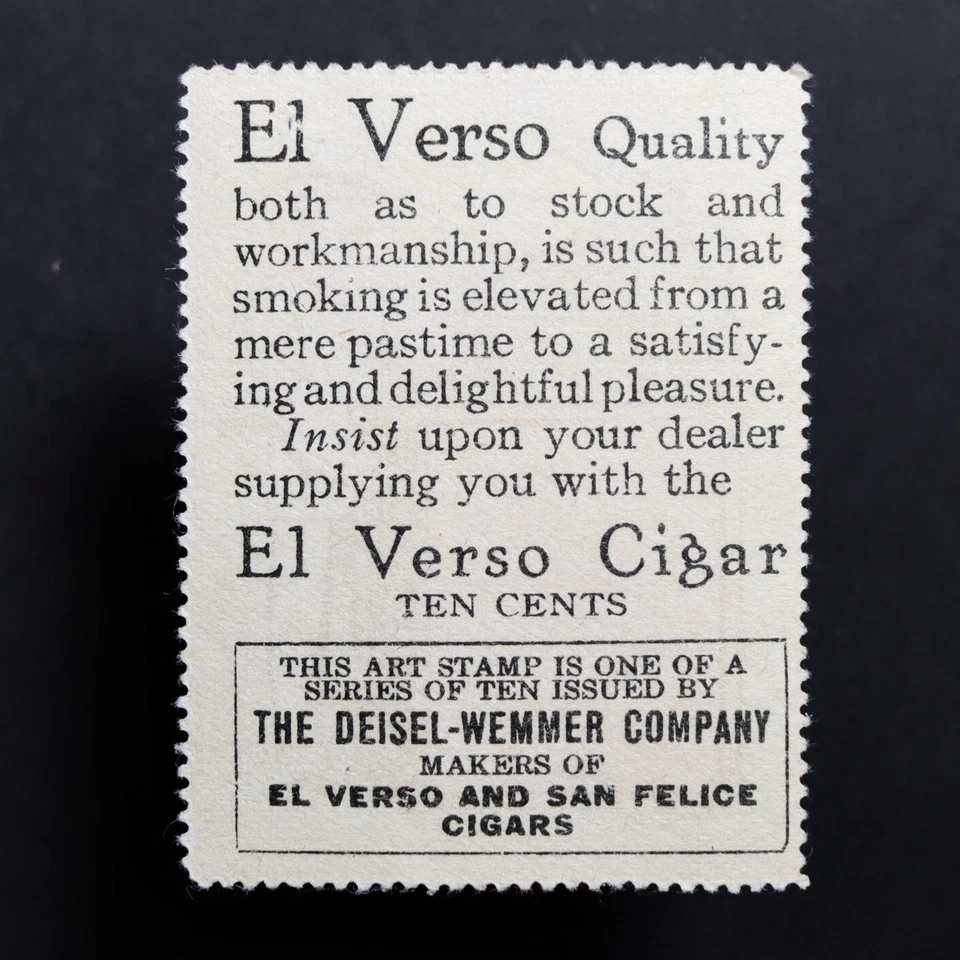 El Verso Quality
both as to stock and
workmanship, is such that
smoking is elevated from a
mere pastime to a satisfy-
ing and delightful pleasure.
Insist upon your dealer
supplying you with the
El Verso Cigar
TEN CENTS
THIS ART STAMP IS ONE OF A
SERIES OF TEN ISSUED BY
THE DEISEL-WEMMER COMPANY
MAKERS OF
EL VERSO AND SAN FELICE
CIGARS